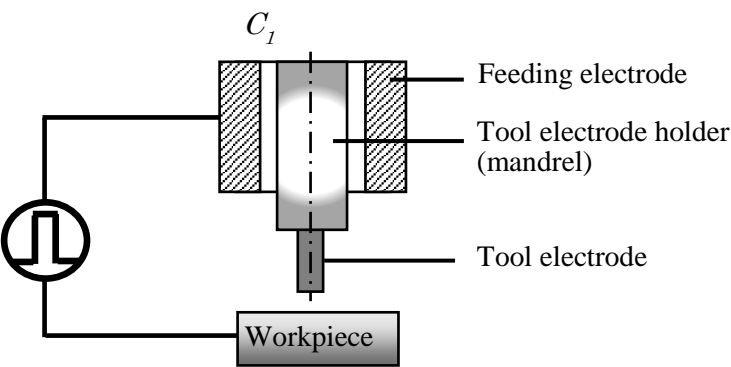 C1
Feeding electrode
Tool electrode holder
(mandrel)
Tool electrode
Workpiece